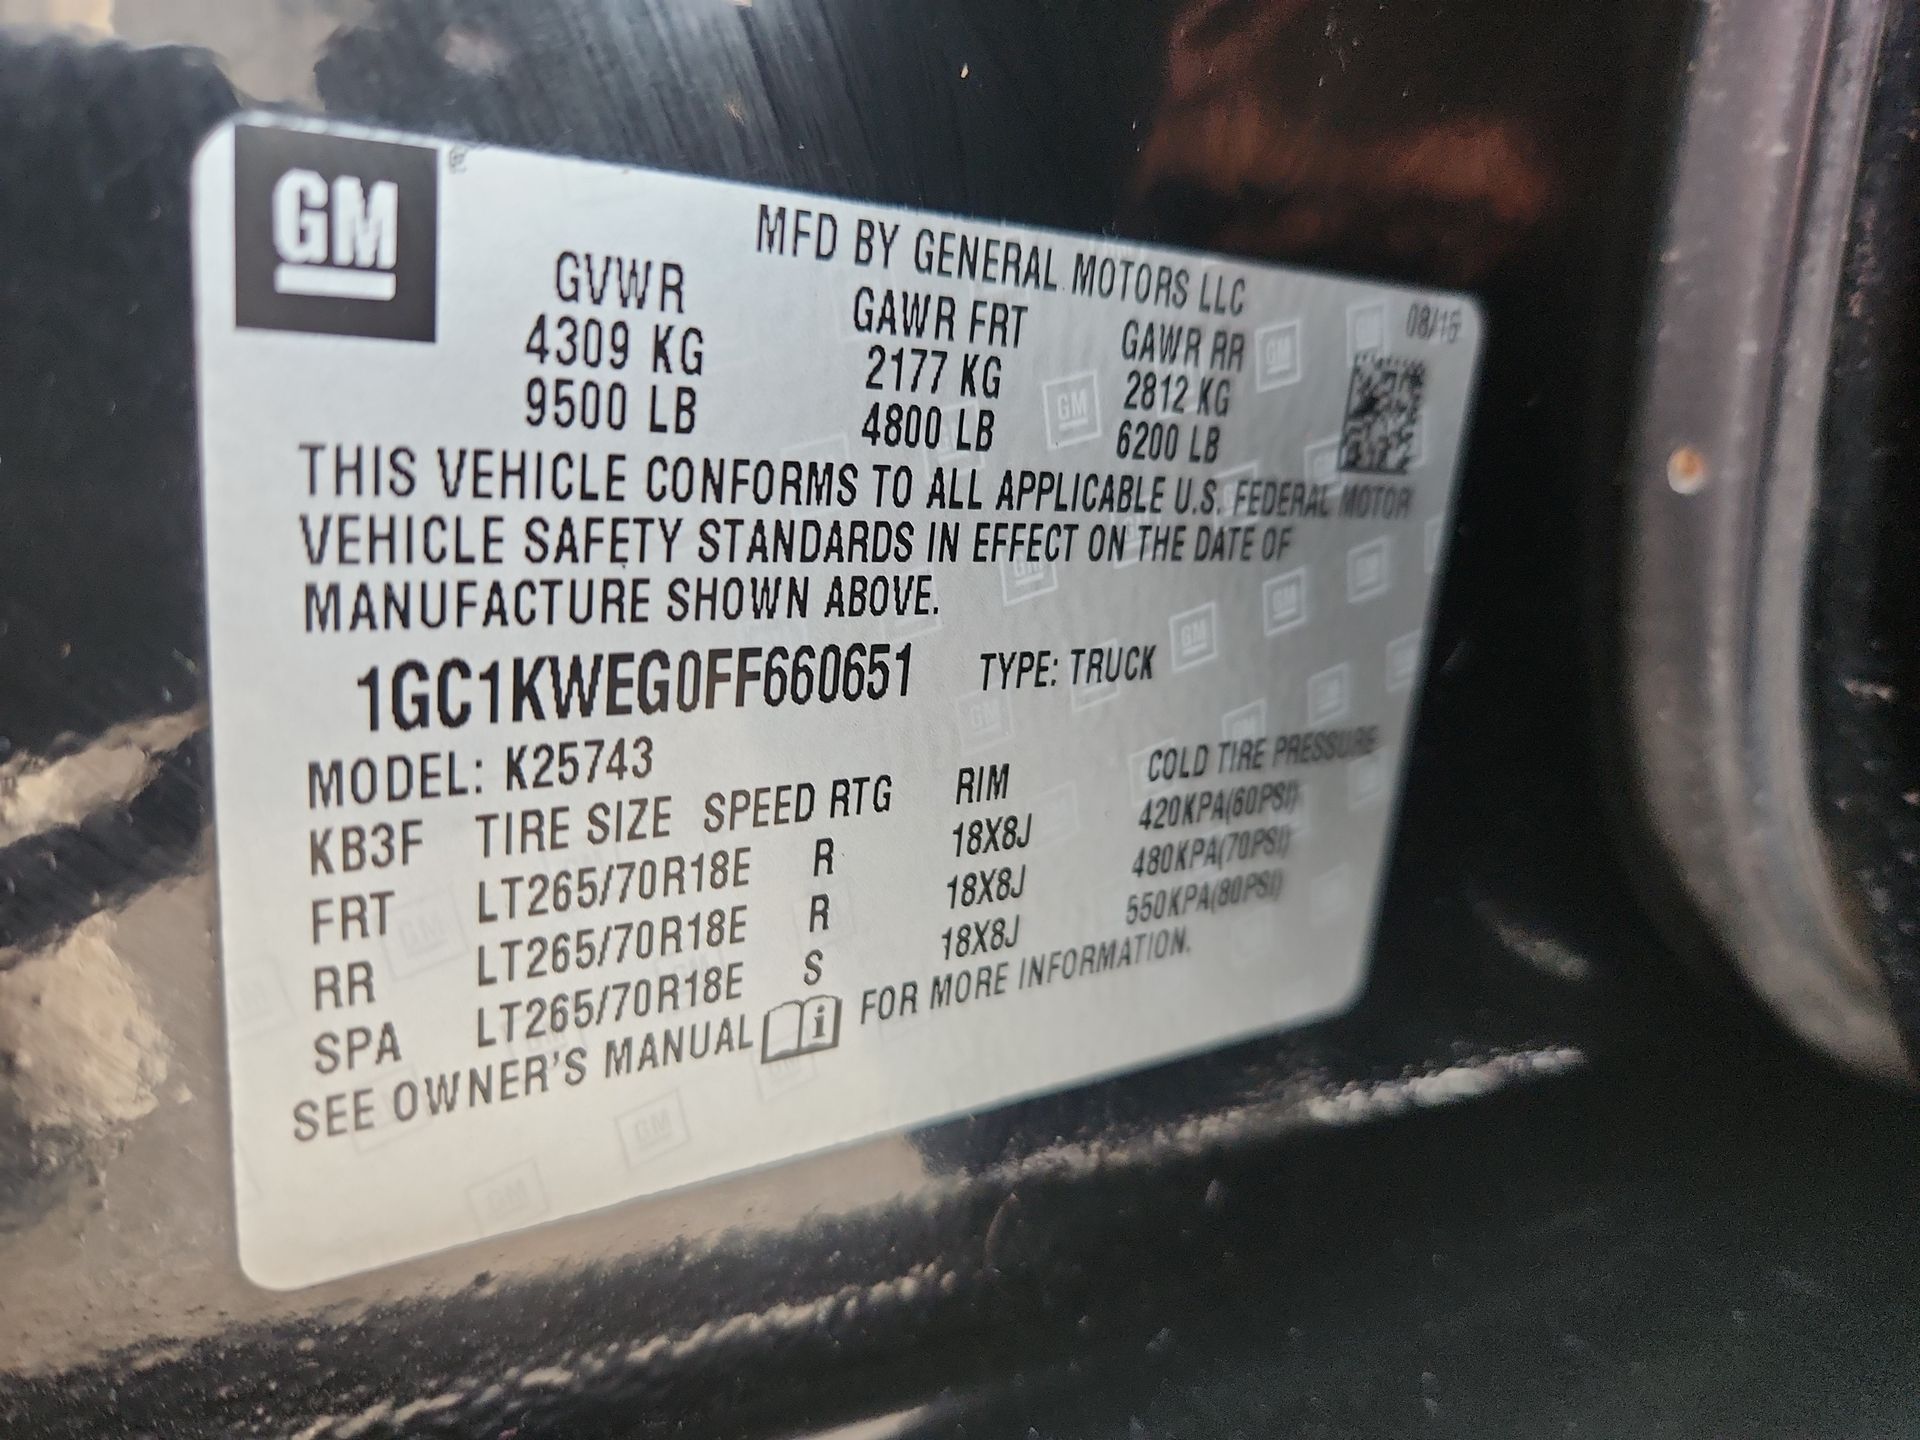 GM
MFD BY GENERAL MOTORS LLC
08/15
GVWR GAWR FRT GAWR RR
4309 KG 2177 KG 2812 KG
9500 LB 4800 LB 6200 LB
THIS VEHICLE CONFORMS TO ALL APPLICABLE U.S. FEDERAL MOTOR
VEHICLE SAFETY STANDARDS IN EFFECT ON THE DATE OF
MANUFACTURE SHOWN ABOVE.
1GC1KWEG0FF660651 TYPE: TRUCK
MODEL: K25743
KB3F TIRE SIZE SPEED RTG RIM COLD TIRE PRESSURE
FRT LT265/70R18E R 18X8J 420KPA(60PSI)
RR LT265/70R18E R 18X8J 480KPA(70PSI)
SPA LT265/70R18E S 18X8J 550KPA(80PSI)
SEE OWNER'S MANUAL i FOR MORE INFORMATION.